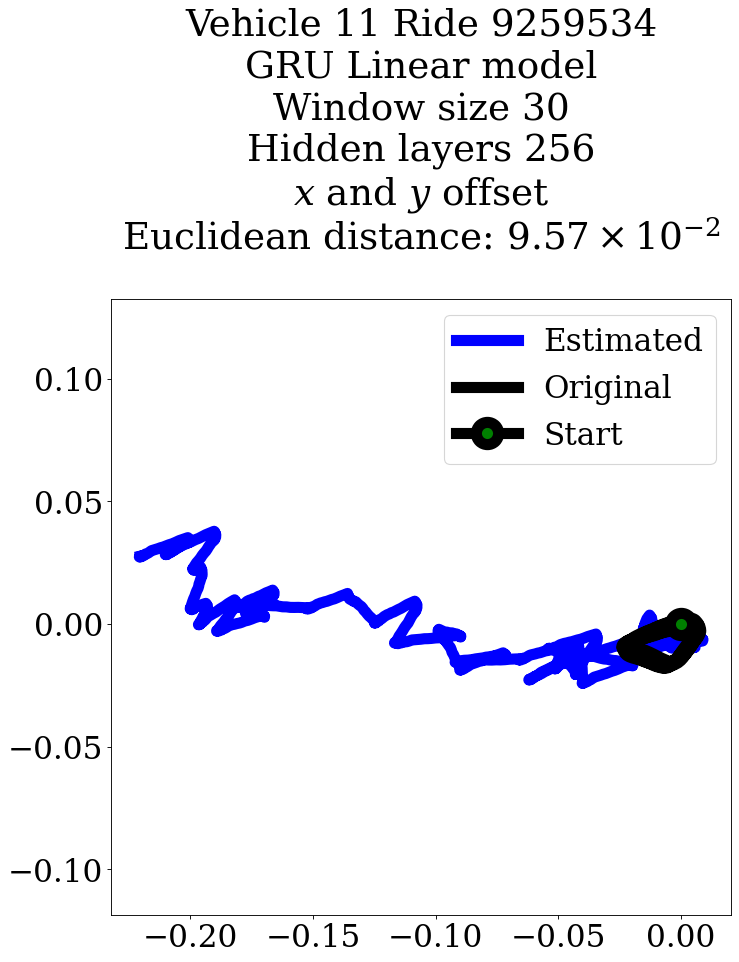 Vehicle 11 Ride 9259534
GRU Linear model
Window size 30
Hidden layers 256
x and y offset
Euclidean distance: 9.57 × 10⁻²
Estimated
Original
Start
0.10
0.05
0.00
−0.05
−0.10
−0.20 −0.15 −0.10 −0.05 0.00